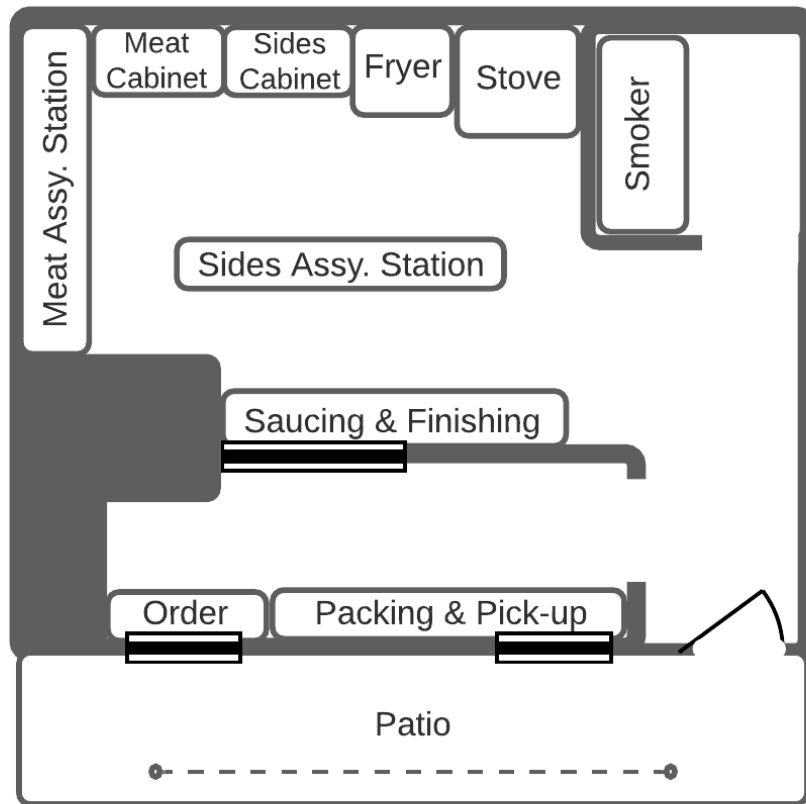 Meat
Cabinet
Sides
Cabinet
Fryer
Stove
Smoker
Meat Assy. Station
Sides Assy. Station
Saucing & Finishing
Order
Packing & Pick-up
Patio